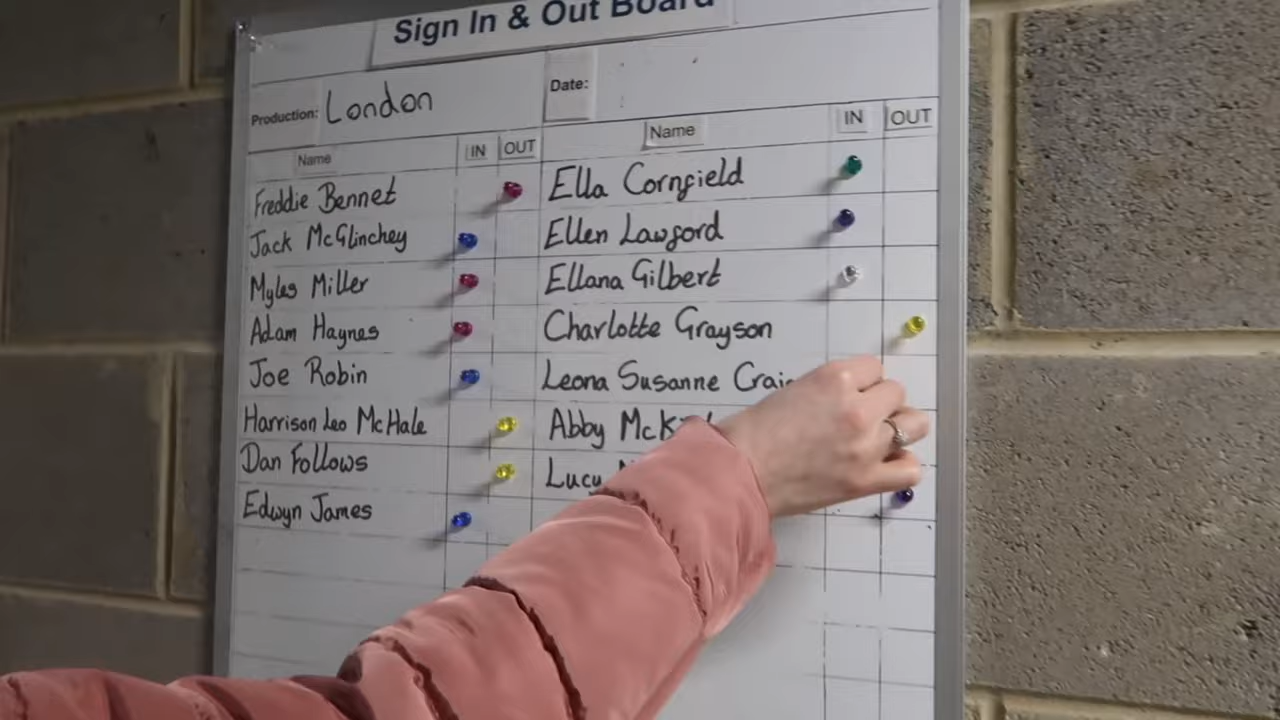 Sign In & Out Board
Production: London
Date:
Name IN OUT
Freddie Bennet
Jack McGlinchey
Myles Miller
Adam Haynes
Joe Robin
Harrison Leo McHale
Dan Follows
Edwyn James
Name IN OUT
Ella Cornfield
Ellen Lawford
Ellana Gilbert
Charlotte Grayson
Leona Susanne
Abby
Lucy